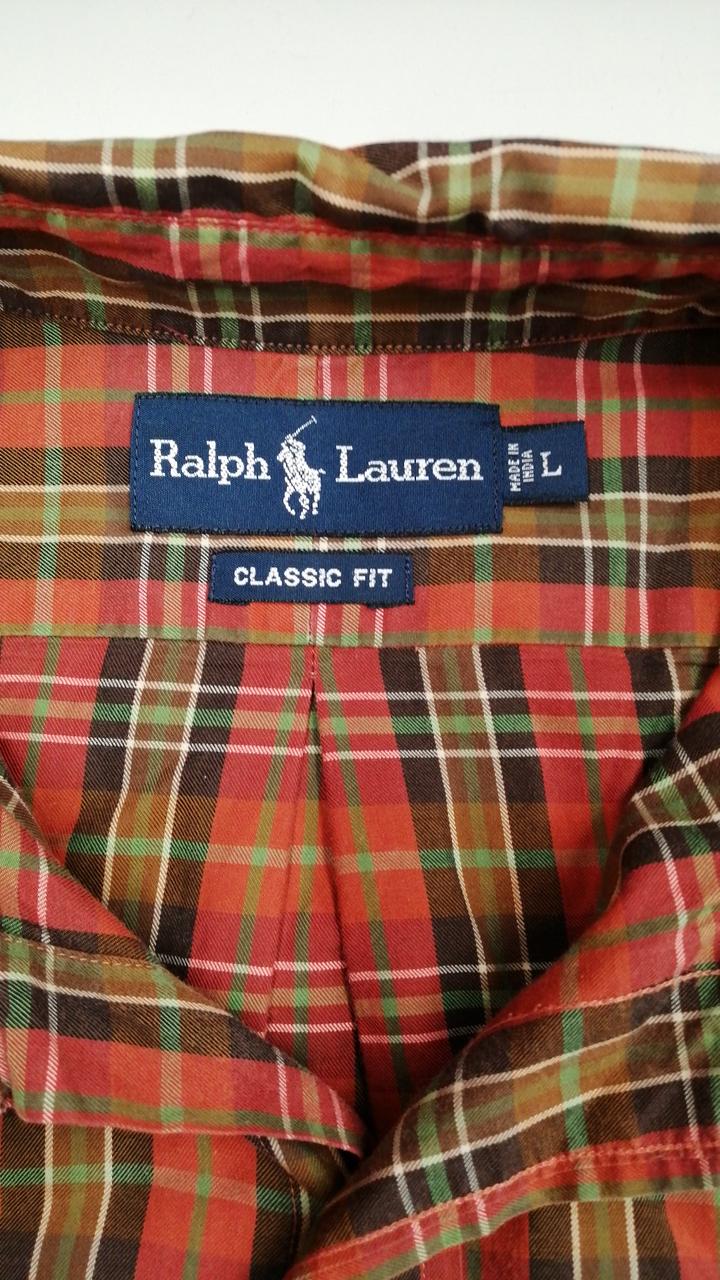 Ralph Lauren
MADE IN
INDIA
L
CLASSIC FIT